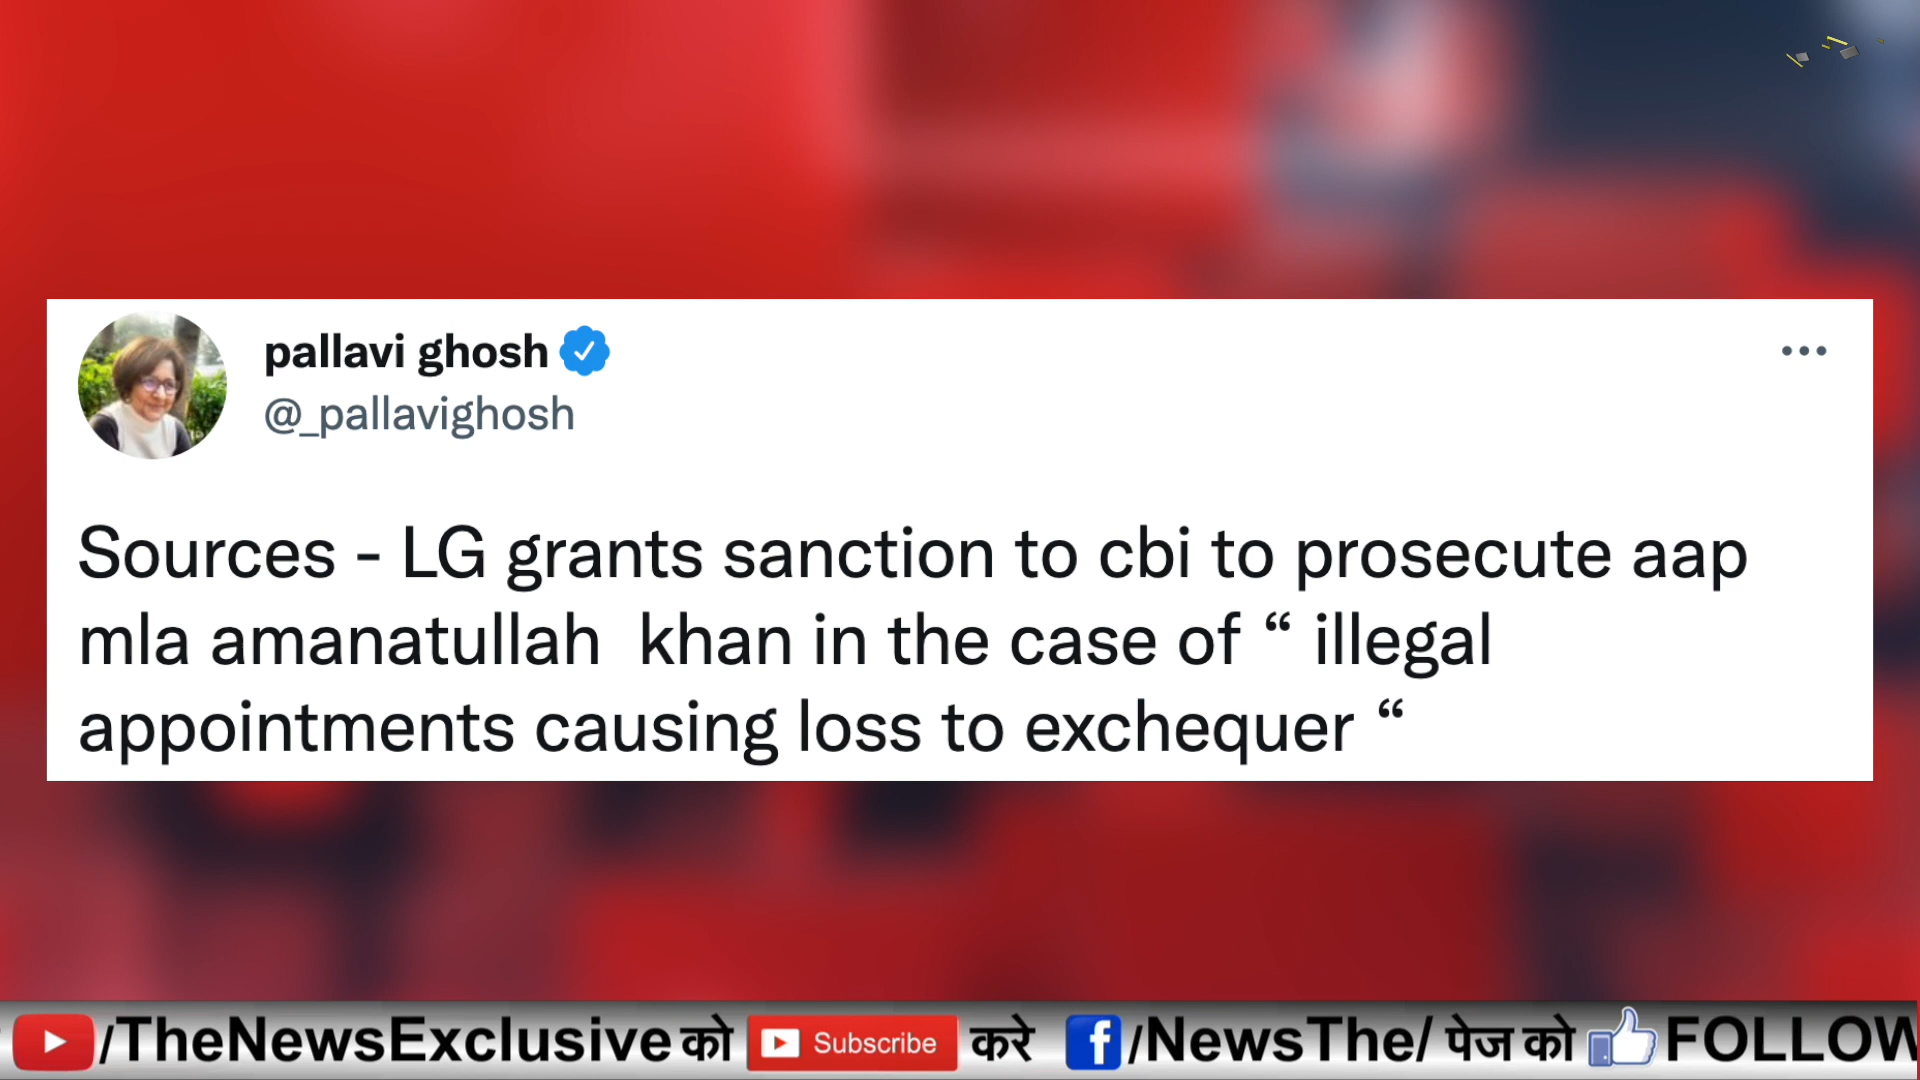 pallavi ghosh
@_pallavighosh
Sources - LG grants sanction to cbi to prosecute aap
mla amanatullah  khan in the case of “ illegal
appointments causing loss to exchequer “
/TheNewsExclusive को Subscribe करे f /NewsThe/ पेज को FOLLOW